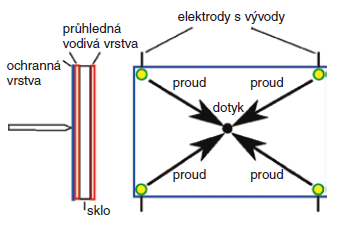 elektrody s vývody
průhledná
vodivá vrstva
ochranná
vrstva
proud
proud
dotyk
proud
proud
sklo